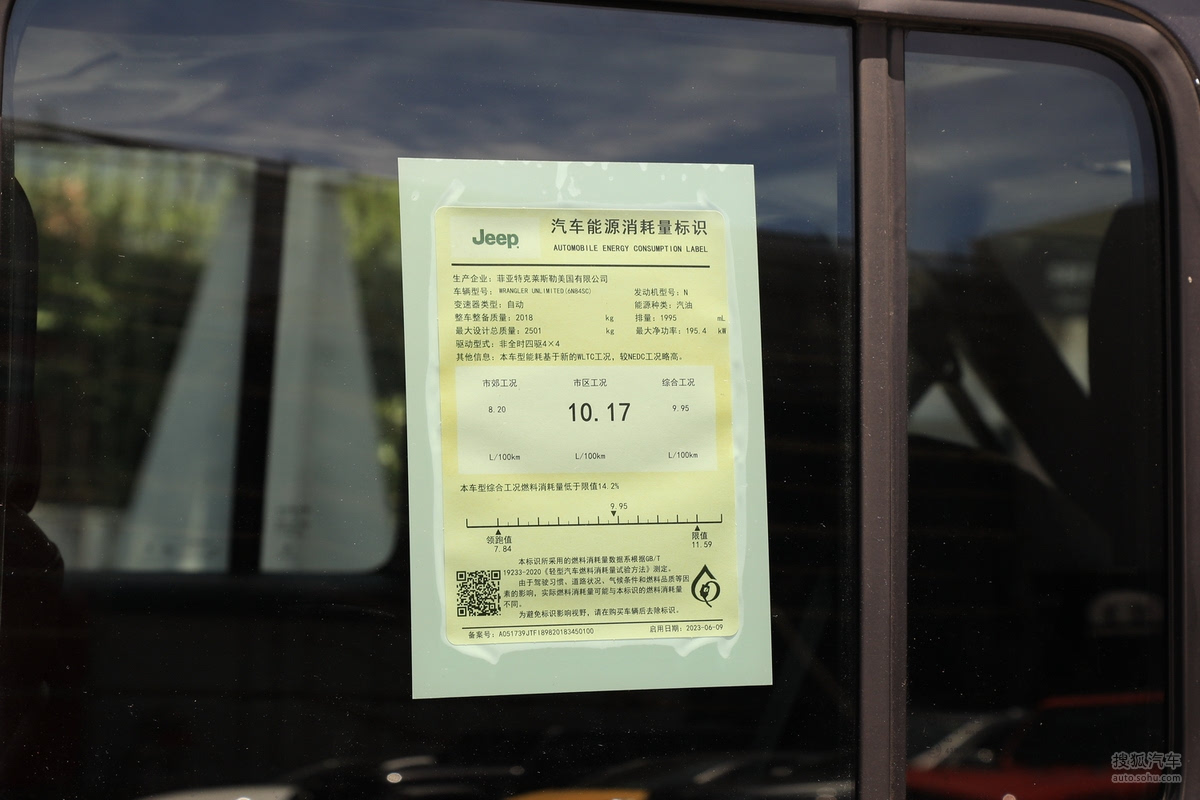 Jeep
汽车能源消耗量标识
AUTOMOBILE ENERGY CONSUMPTION LABEL
生产企业：菲亚特克莱斯勒美国有限公司
车辆型号：WRANGLER UNLIMITED(6N84SC) 发动机型号：N
变速器类型：自动 能源种类：汽油
整车整备质量：2018 kg 排量：1995 mL
最大设计总质量：2501 kg 最大净功率：195.4 kW
驱动型式：非全时四驱4×4
其他信息：本车型能耗基于新的WLTC工况，较NEDC工况略高。
市郊工况 市区工况 综合工况
8.20 10.17 9.95
L/100km L/100km L/100km
本车型综合工况燃料消耗量低于限值14.2%
9.95
领跑值 限值
7.84 11.59
本标识所采用的燃料消耗量数据系根据GB/T
19233-2020《轻型汽车燃料消耗量试验方法》测定。
由于驾驶习惯、道路状况、气候条件和燃料品质等因
素的影响，实际燃料消耗量可能与本标识的燃料消耗量
不同。
为避免标识影响视野，请在购买车辆后去除标识。
备案号：A051739JTFI89820183450100 启用日期：2023-06-09
搜狐汽车
auto.sohu.com